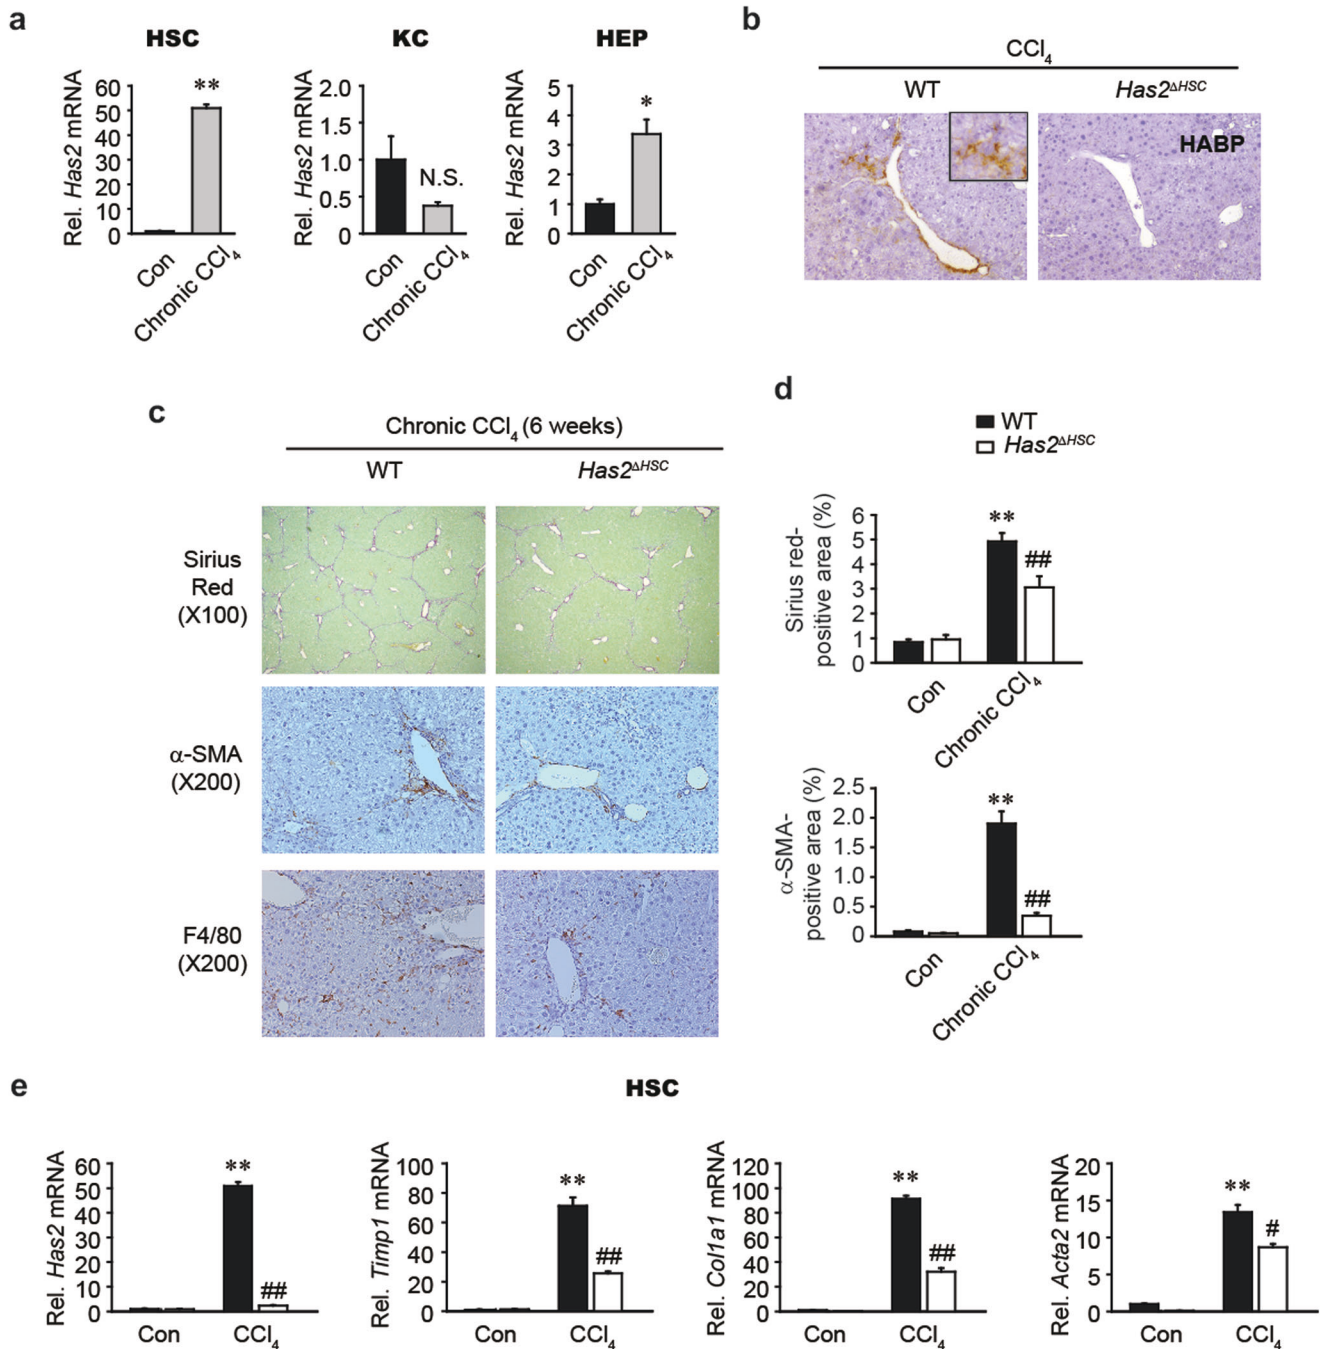 a
HSC
KC
HEP
Rel. Has2 mRNA
60
50
40
30
20
10
0
**
Con
Chronic CCl4
Rel. Has2 mRNA
2.0
1.5
1.0
0.5
0
N.S.
Con
Chronic CCl4
Rel. Has2 mRNA
5
4
3
2
1
0
*
Con
Chronic CCl4
b
CCl4
WT
Has2ΔHSC
HABP
c
Chronic CCl4 (6 weeks)
WT
Has2ΔHSC
Sirius
Red
(X100)
α-SMA
(X200)
F4/80
(X200)
d
WT
Has2ΔHSC
Sirius red-
positive area (%)
6
5
4
3
2
1
0
**
##
Con
Chronic CCl4
α-SMA-
positive area (%)
2.5
2.0
1.5
1.0
0.5
0
**
##
Con
Chronic CCl4
e
HSC
Rel. Has2 mRNA
60
50
40
30
20
10
0
**
##
Con
CCl4
Rel. Timp1 mRNA
100
80
60
40
20
0
**
##
Con
CCl4
Rel. Col1a1 mRNA
120
100
80
60
40
20
0
**
##
Con
CCl4
Rel. Acta2 mRNA
20
15
10
5
0
**
#
Con
CCl4